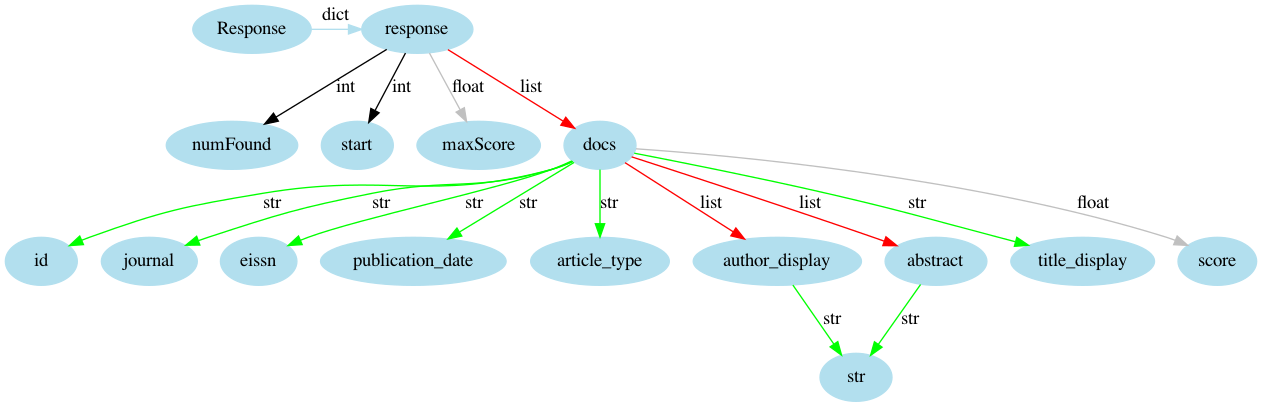 dict
Response response
int int float list
numFound start maxScore docs
str str str str str list list str float
id journal eissn publication_date article_type author_display abstract title_display score
str str
str